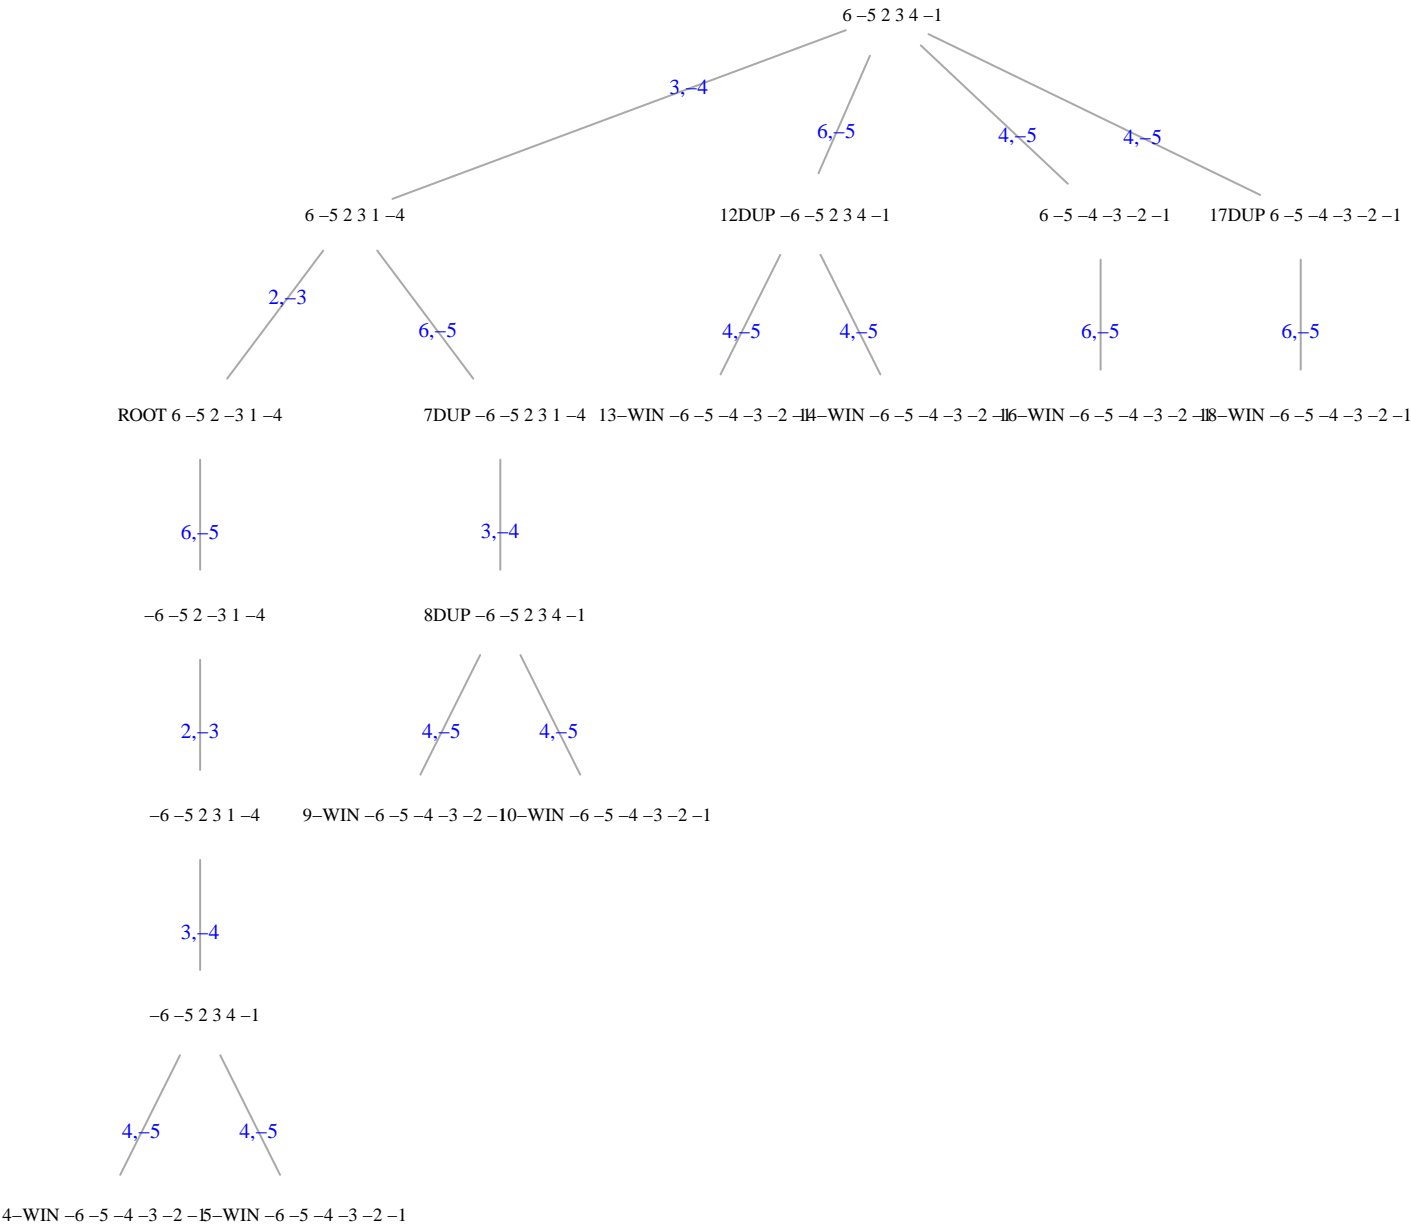 6 –5 2 3 4 –1
3,–4
6,–5
4,–5
4,–5
6 –5 2 3 1 –4
12DUP –6 –5 2 3 4 –1
6 –5 –4 –3 –2 –1
17DUP 6 –5 –4 –3 –2 –1
2,–3
6,–5
4,–5
4,–5
6,–5
6,–5
ROOT 6 –5 2 –3 1 –4
7DUP –6 –5 2 3 1 –4
13–WIN –6 –5 –4 –3 –2 –1
14–WIN –6 –5 –4 –3 –2 –1
16–WIN –6 –5 –4 –3 –2 –1
18–WIN –6 –5 –4 –3 –2 –1
6,–5
3,–4
–6 –5 2 –3 1 –4
8DUP –6 –5 2 3 4 –1
2,–3
4,–5
4,–5
–6 –5 2 3 1 –4
9–WIN –6 –5 –4 –3 –2 –1
10–WIN –6 –5 –4 –3 –2 –1
3,–4
–6 –5 2 3 4 –1
4,–5
4,–5
4–WIN –6 –5 –4 –3 –2 –1
5–WIN –6 –5 –4 –3 –2 –1